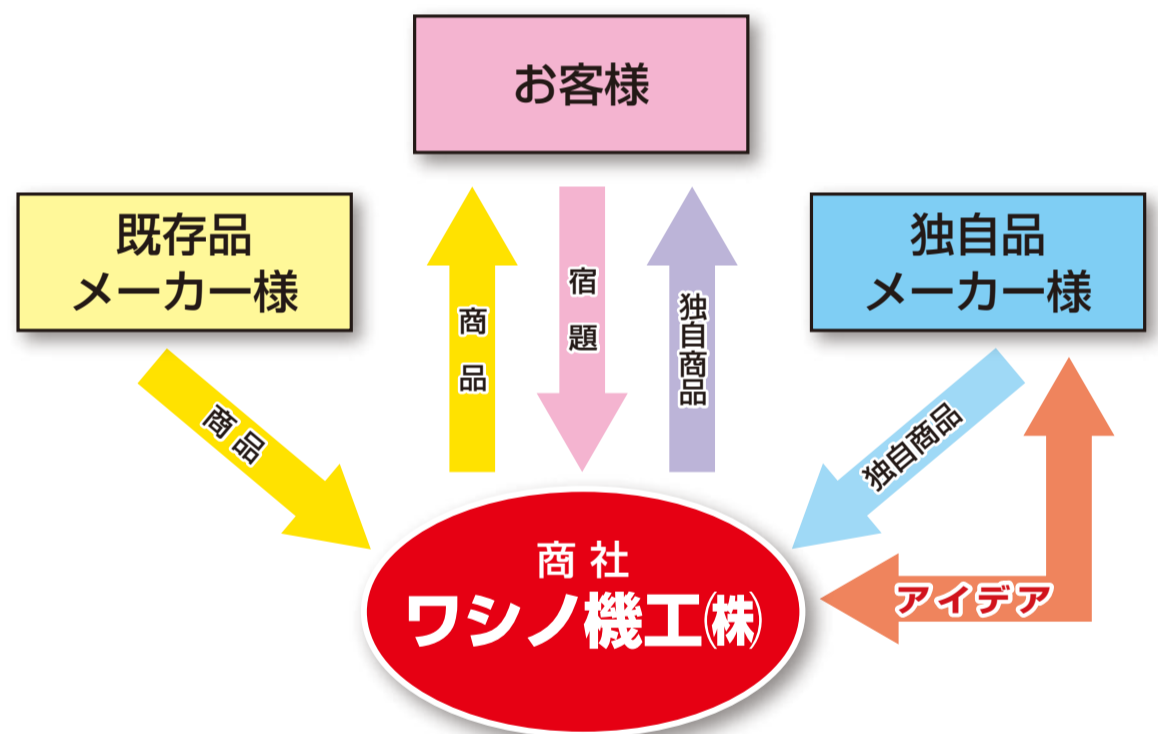 お客様
既存品
メーカー様
独自品
メーカー様
商品
宿題
独自商品
商品
独自商品
アイデア
商社
ワシノ機工㈱